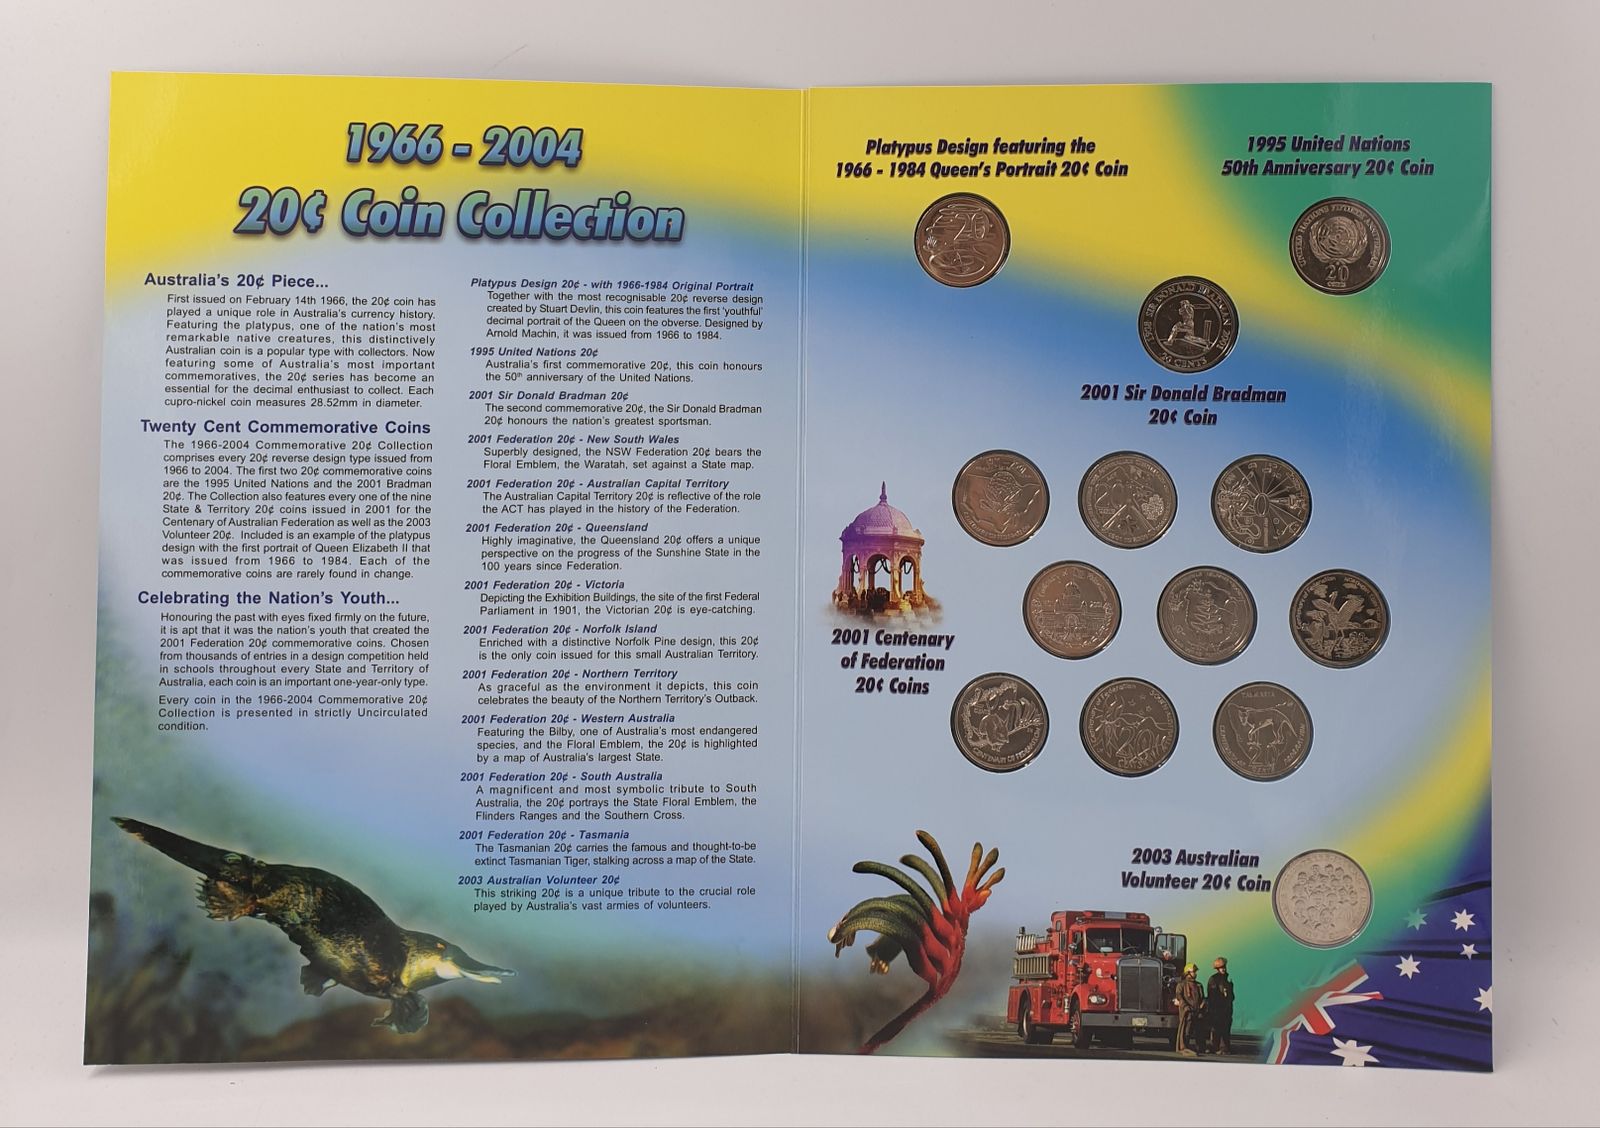 1966 - 2004
20¢ Coin Collection
Australia's 20¢ Piece...
First issued on February 14th 1966, the 20¢ coin has
played a unique role in Australia's currency history.
Featuring the platypus, one of the nation's most
remarkable native creatures, this distinctively
Australian coin is a popular type with collectors. Now
featuring some of Australia's most important
commemoratives, the 20¢ series has become an
essential for the decimal enthusiast to collect. Each
cupro-nickel coin measures 28.52mm in diameter.
Twenty Cent Commemorative Coins
The 1966-2004 Commemorative 20¢ Collection
comprises every 20¢ reverse design type issued from
1966 to 2004. The first two 20¢ commemorative coins
are the 1995 United Nations and the 2001 Bradman
20¢. The Collection also features every one of the nine
State & Territory 20¢ coins issued in 2001 for the
Centenary of Australian Federation as well as the 2003
Volunteer 20¢. Included is an example of the platypus
design with the first portrait of Queen Elizabeth II that
was issued from 1966 to 1984. Each of the
commemorative coins are rarely found in change.
Celebrating the Nation's Youth...
Honouring the past with eyes fixed firmly on the future,
it is apt that it was the nation's youth that created the
2001 Federation 20¢ commemorative coins. Chosen
from thousands of entries in a design competition held
in schools throughout every State and Territory of
Australia, each coin is an important one-year-only type.
Every coin in the 1966-2004 Commemorative 20¢
Collection is presented in strictly Uncirculated
condition.
Platypus Design 20¢ - with 1966-1984 Original Portrait
Together with the most recognisable 20¢ reverse design
created by Stuart Devlin, this coin features the first 'youthful'
decimal portrait of the Queen on the obverse. Designed by
Arnold Machin, it was issued from 1966 to 1984.
1995 United Nations 20¢
Australia's first commemorative 20¢, this coin honours
the 50th anniversary of the United Nations.
2001 Sir Donald Bradman 20¢
The second commemorative 20¢, the Sir Donald Bradman
20¢ honours the nation's greatest sportsman.
2001 Federation 20¢ - New South Wales
Superbly designed, the NSW Federation 20¢ bears the
Floral Emblem, the Waratah, set against a State map.
2001 Federation 20¢ - Australian Capital Territory
The Australian Capital Territory 20¢ is reflective of the role
the ACT has played in the history of the Federation.
2001 Federation 20¢ - Queensland
Highly imaginative, the Queensland 20¢ offers a unique
perspective on the progress of the Sunshine State in the
100 years since Federation.
2001 Federation 20¢ - Victoria
Depicting the Exhibition Buildings, the site of the first Federal
Parliament in 1901, the Victorian 20¢ is eye-catching.
2001 Federation 20¢ - Norfolk Island
Enriched with a distinctive Norfolk Pine design, this 20¢
is the only coin issued for this small Australian Territory.
2001 Federation 20¢ - Northern Territory
As graceful as the environment it depicts, this coin
celebrates the beauty of the Northern Territory's Outback.
2001 Federation 20¢ - Western Australia
Featuring the Bilby, one of Australia's most endangered
species, and the Floral Emblem, the 20¢ is highlighted
by a map of Australia's largest State.
2001 Federation 20¢ - South Australia
A magnificent and most symbolic tribute to South
Australia, the 20¢ portrays the State Floral Emblem, the
Flinders Ranges and the Southern Cross.
2001 Federation 20¢ - Tasmania
The Tasmanian 20¢ carries the famous and thought-to-be
extinct Tasmanian Tiger, stalking across a map of the State.
2003 Australian Volunteer 20¢
This striking 20¢ is a unique tribute to the crucial role
played by Australia's vast armies of volunteers.
Platypus Design featuring the
1966 - 1984 Queen's Portrait 20¢ Coin
20
1995 United Nations
50th Anniversary 20¢ Coin
UNITED NATIONS FIFTIETH ANNIVERSARY
20
SIR DONALD BRADMAN 2001
20 CENTS
2001 Sir Donald Bradman
20¢ Coin
2001 Centenary
of Federation
20¢ Coins
20
TASMANIA
2003 Australian
Volunteer 20¢ Coin